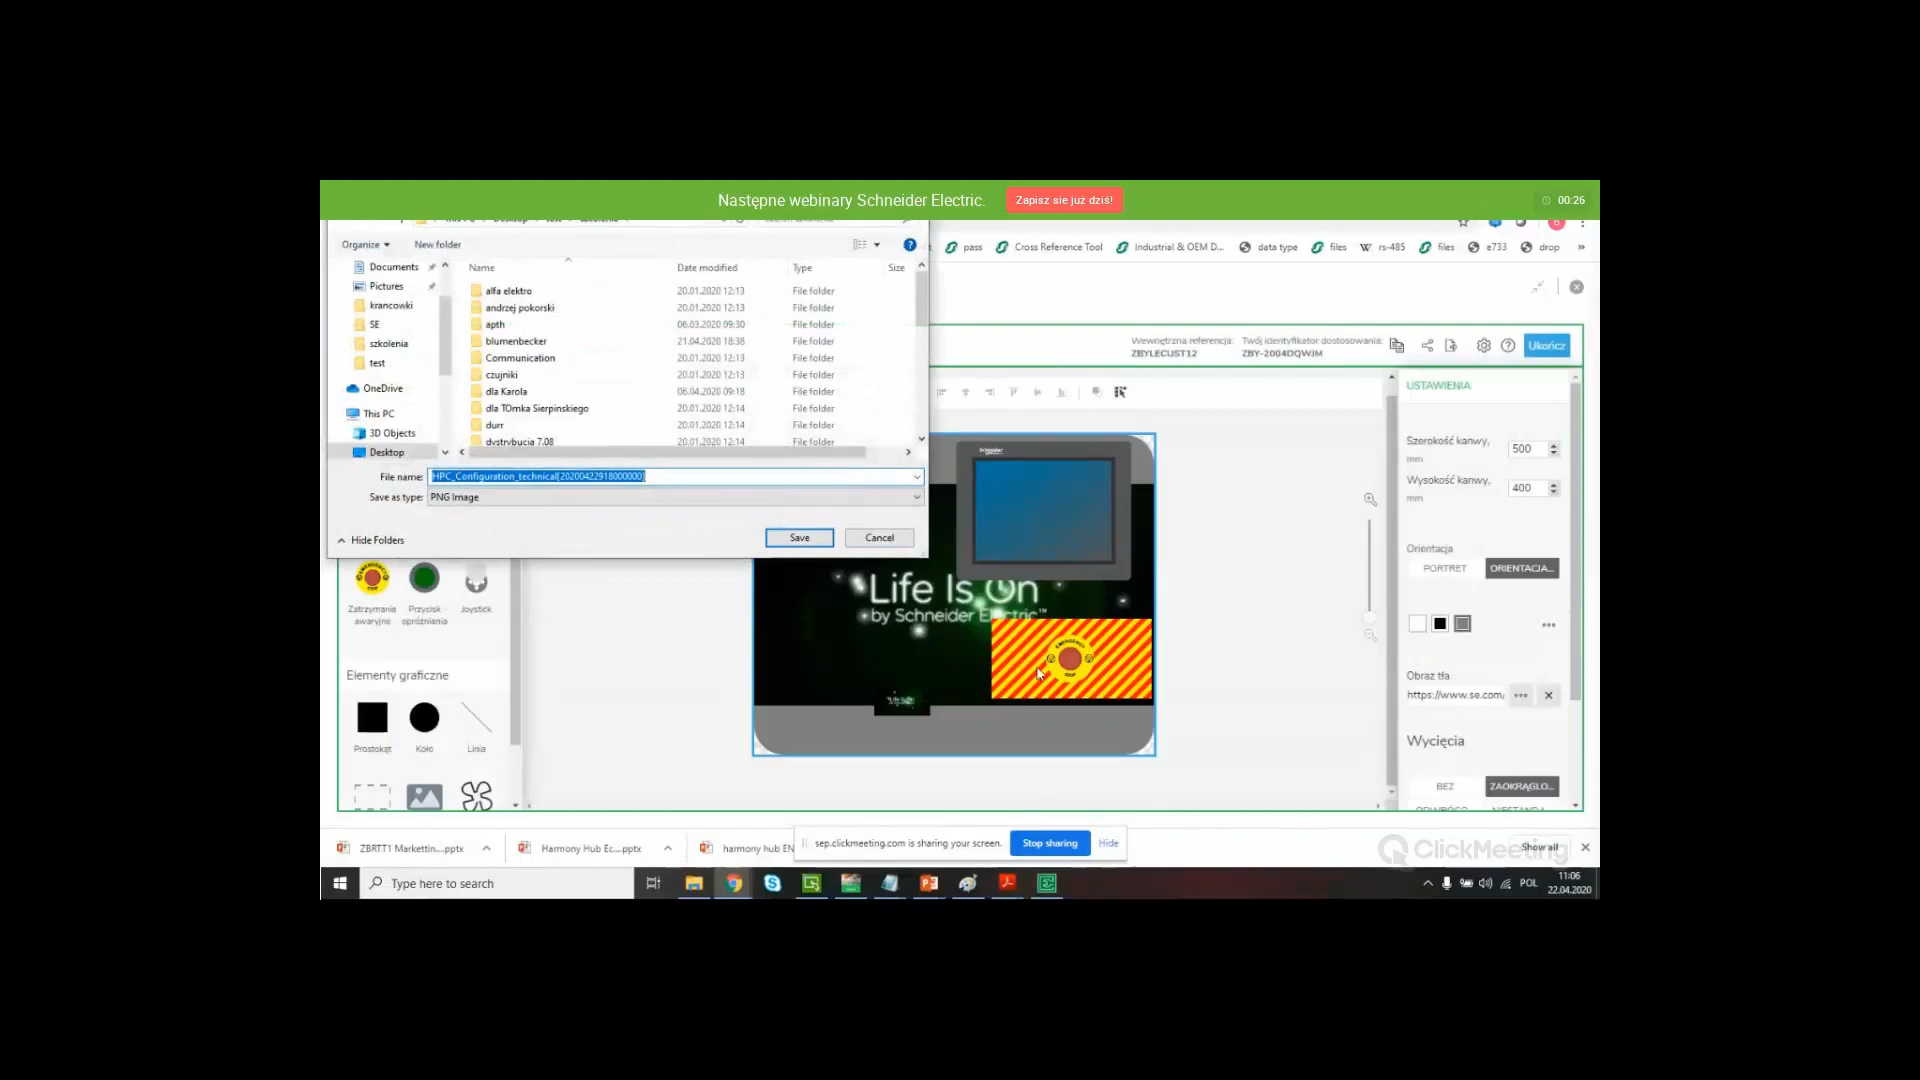 Następne webinary Schneider Electric.
Zapisz sie już dziś!
00:26
Organize
New folder
pass
Cross Reference Tool
Industrial & OEM D...
data type
files
rs-485
files
e733
drop
»
Documents
Pictures
krancowki
SE
szkolenia
test
OneDrive
This PC
3D Objects
Desktop
Name Date modified Type Size
alfa elektro 20.01.2020 12:13 File folder
andrzej pokorski 20.01.2020 12:13 File folder
apth 06.03.2020 09:30 File folder
blumenbecker 21.04.2020 18:38 File folder
Communication 20.01.2020 12:13 File folder
czujniki 20.01.2020 12:13 File folder
dla Karola 06.04.2020 09:18 File folder
dla TOmka Sierpinskiego 20.01.2020 12:14 File folder
durr 20.01.2020 12:14 File folder
dystrybucja 7.08 20.01.2020 12:14 File folder
File name: HPC_Configuration_technical[20200422918000000]
Save as type: PNG Image
Hide Folders
Save
Cancel
Wewnętrzna referencja:
ZBYLECUST12
Twój identyfikator dostosowania:
ZBY-2004DQWJM
Ukończ
USTAWIENIA
Szerokość kanwy,
mm
500
Wysokość kanwy,
mm
400
Orientacja
PORTRET
ORIENTACJA...
Obraz tła
https://www.se.com/
Wycięcia
BEZ
ZAOKRĄGLO...
Zatrzymanie
awaryjne
Przycisk
opróżniania
Joystick
Elementy graficzne
Prostokąt
Koło
Linia
Life Is On
by Schneider Electric™
EMERGENCY
STOP
ZBRTT1 Markettin....pptx
Harmony Hub Ec....pptx
harmony hub EN
sep.clickmeeting.com is sharing your screen.
Stop sharing
Hide
ClickMeeting
Show all
Type here to search
POL
11:06
22.04.2020